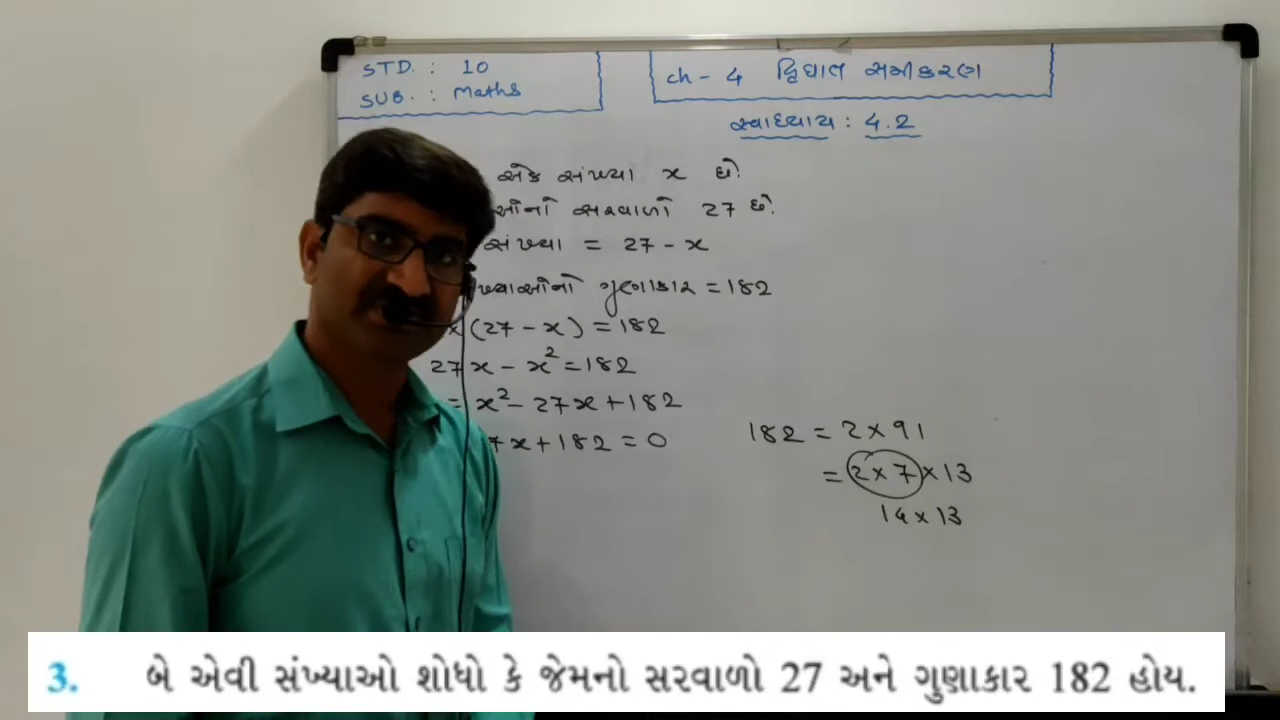 STD. : 10
SUB. : Maths
ch - 4 દ્વિઘાત સમીકરણ
સ્વાધ્યાય : 4.2
એક સંખ્યા x છે.
સરવાળો 27 છે.
સંખ્યા = 27 - x
ગુણાકાર = 182
(27 - x) = 182
27x - x² = 182
= x² - 27x + 182
7x + 182 = 0
182 = 2 x 91
= 2 x 7 x 13
14 x 13
3. બે એવી સંખ્યાઓ શોધો કે જેમનો સરવાળો 27 અને ગુણાકાર 182 હોય.